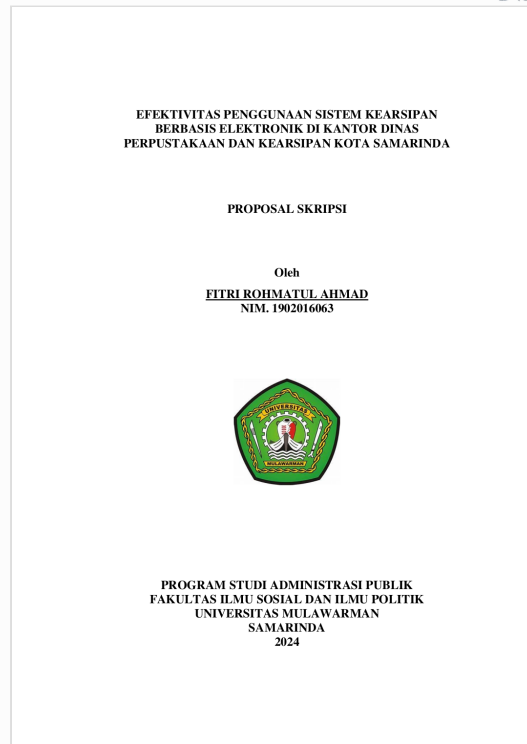 EFEKTIVITAS PENGGUNAAN SISTEM KEARSIPAN
BERBASIS ELEKTRONIK DI KANTOR DINAS
PERPUSTAKAAN DAN KEARSIPAN KOTA SAMARINDA
PROPOSAL SKRIPSI
Oleh
FITRI ROHMATUL AHMAD
NIM. 1902016063
UNIVERSITAS
MULAWARMAN
PROGRAM STUDI ADMINISTRASI PUBLIK
FAKULTAS ILMU SOSIAL DAN ILMU POLITIK
UNIVERSITAS MULAWARMAN
SAMARINDA
2024